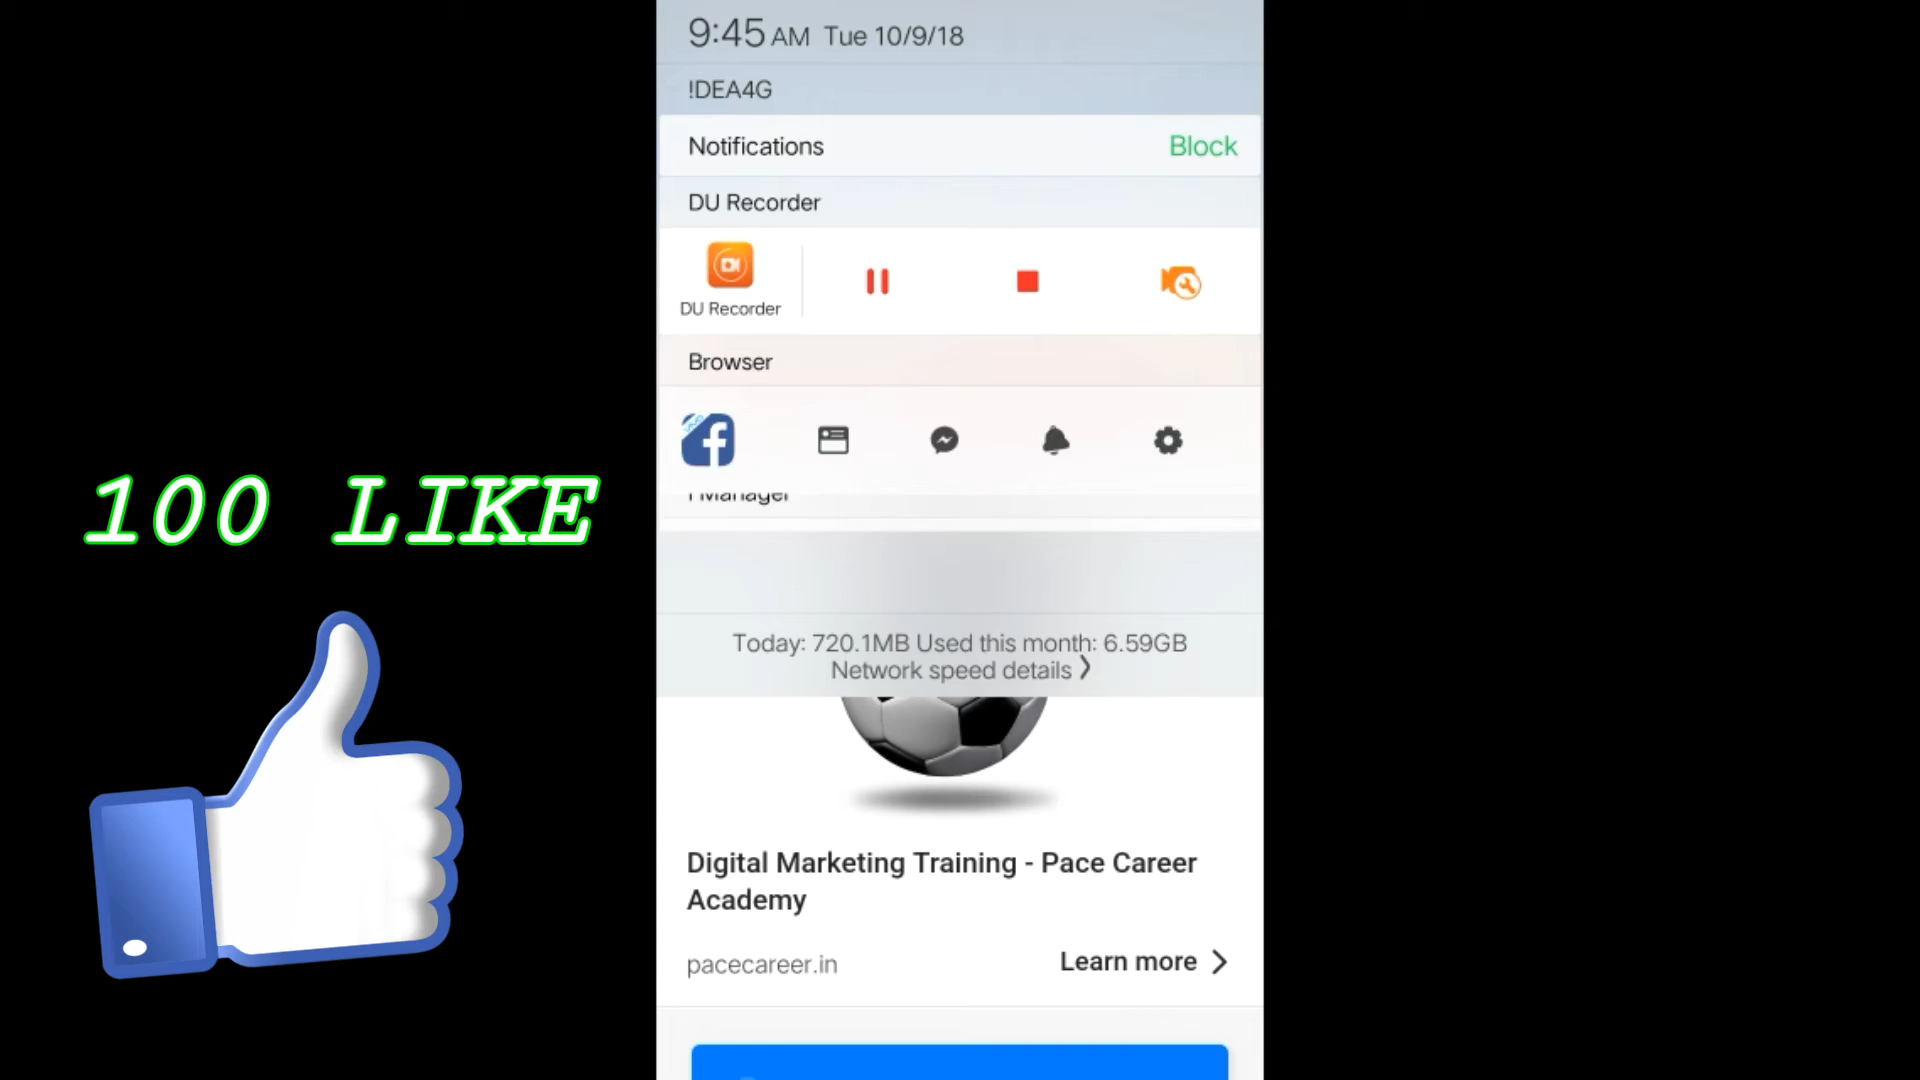 9:45 AM Tue 10/9/18
!DEA4G
Notifications Block
DU Recorder
DU Recorder
Browser
Today: 720.1MB Used this month: 6.59GB
Network speed details
100 LIKE
Digital Marketing Training - Pace Career
Academy
pacecareer.in Learn more